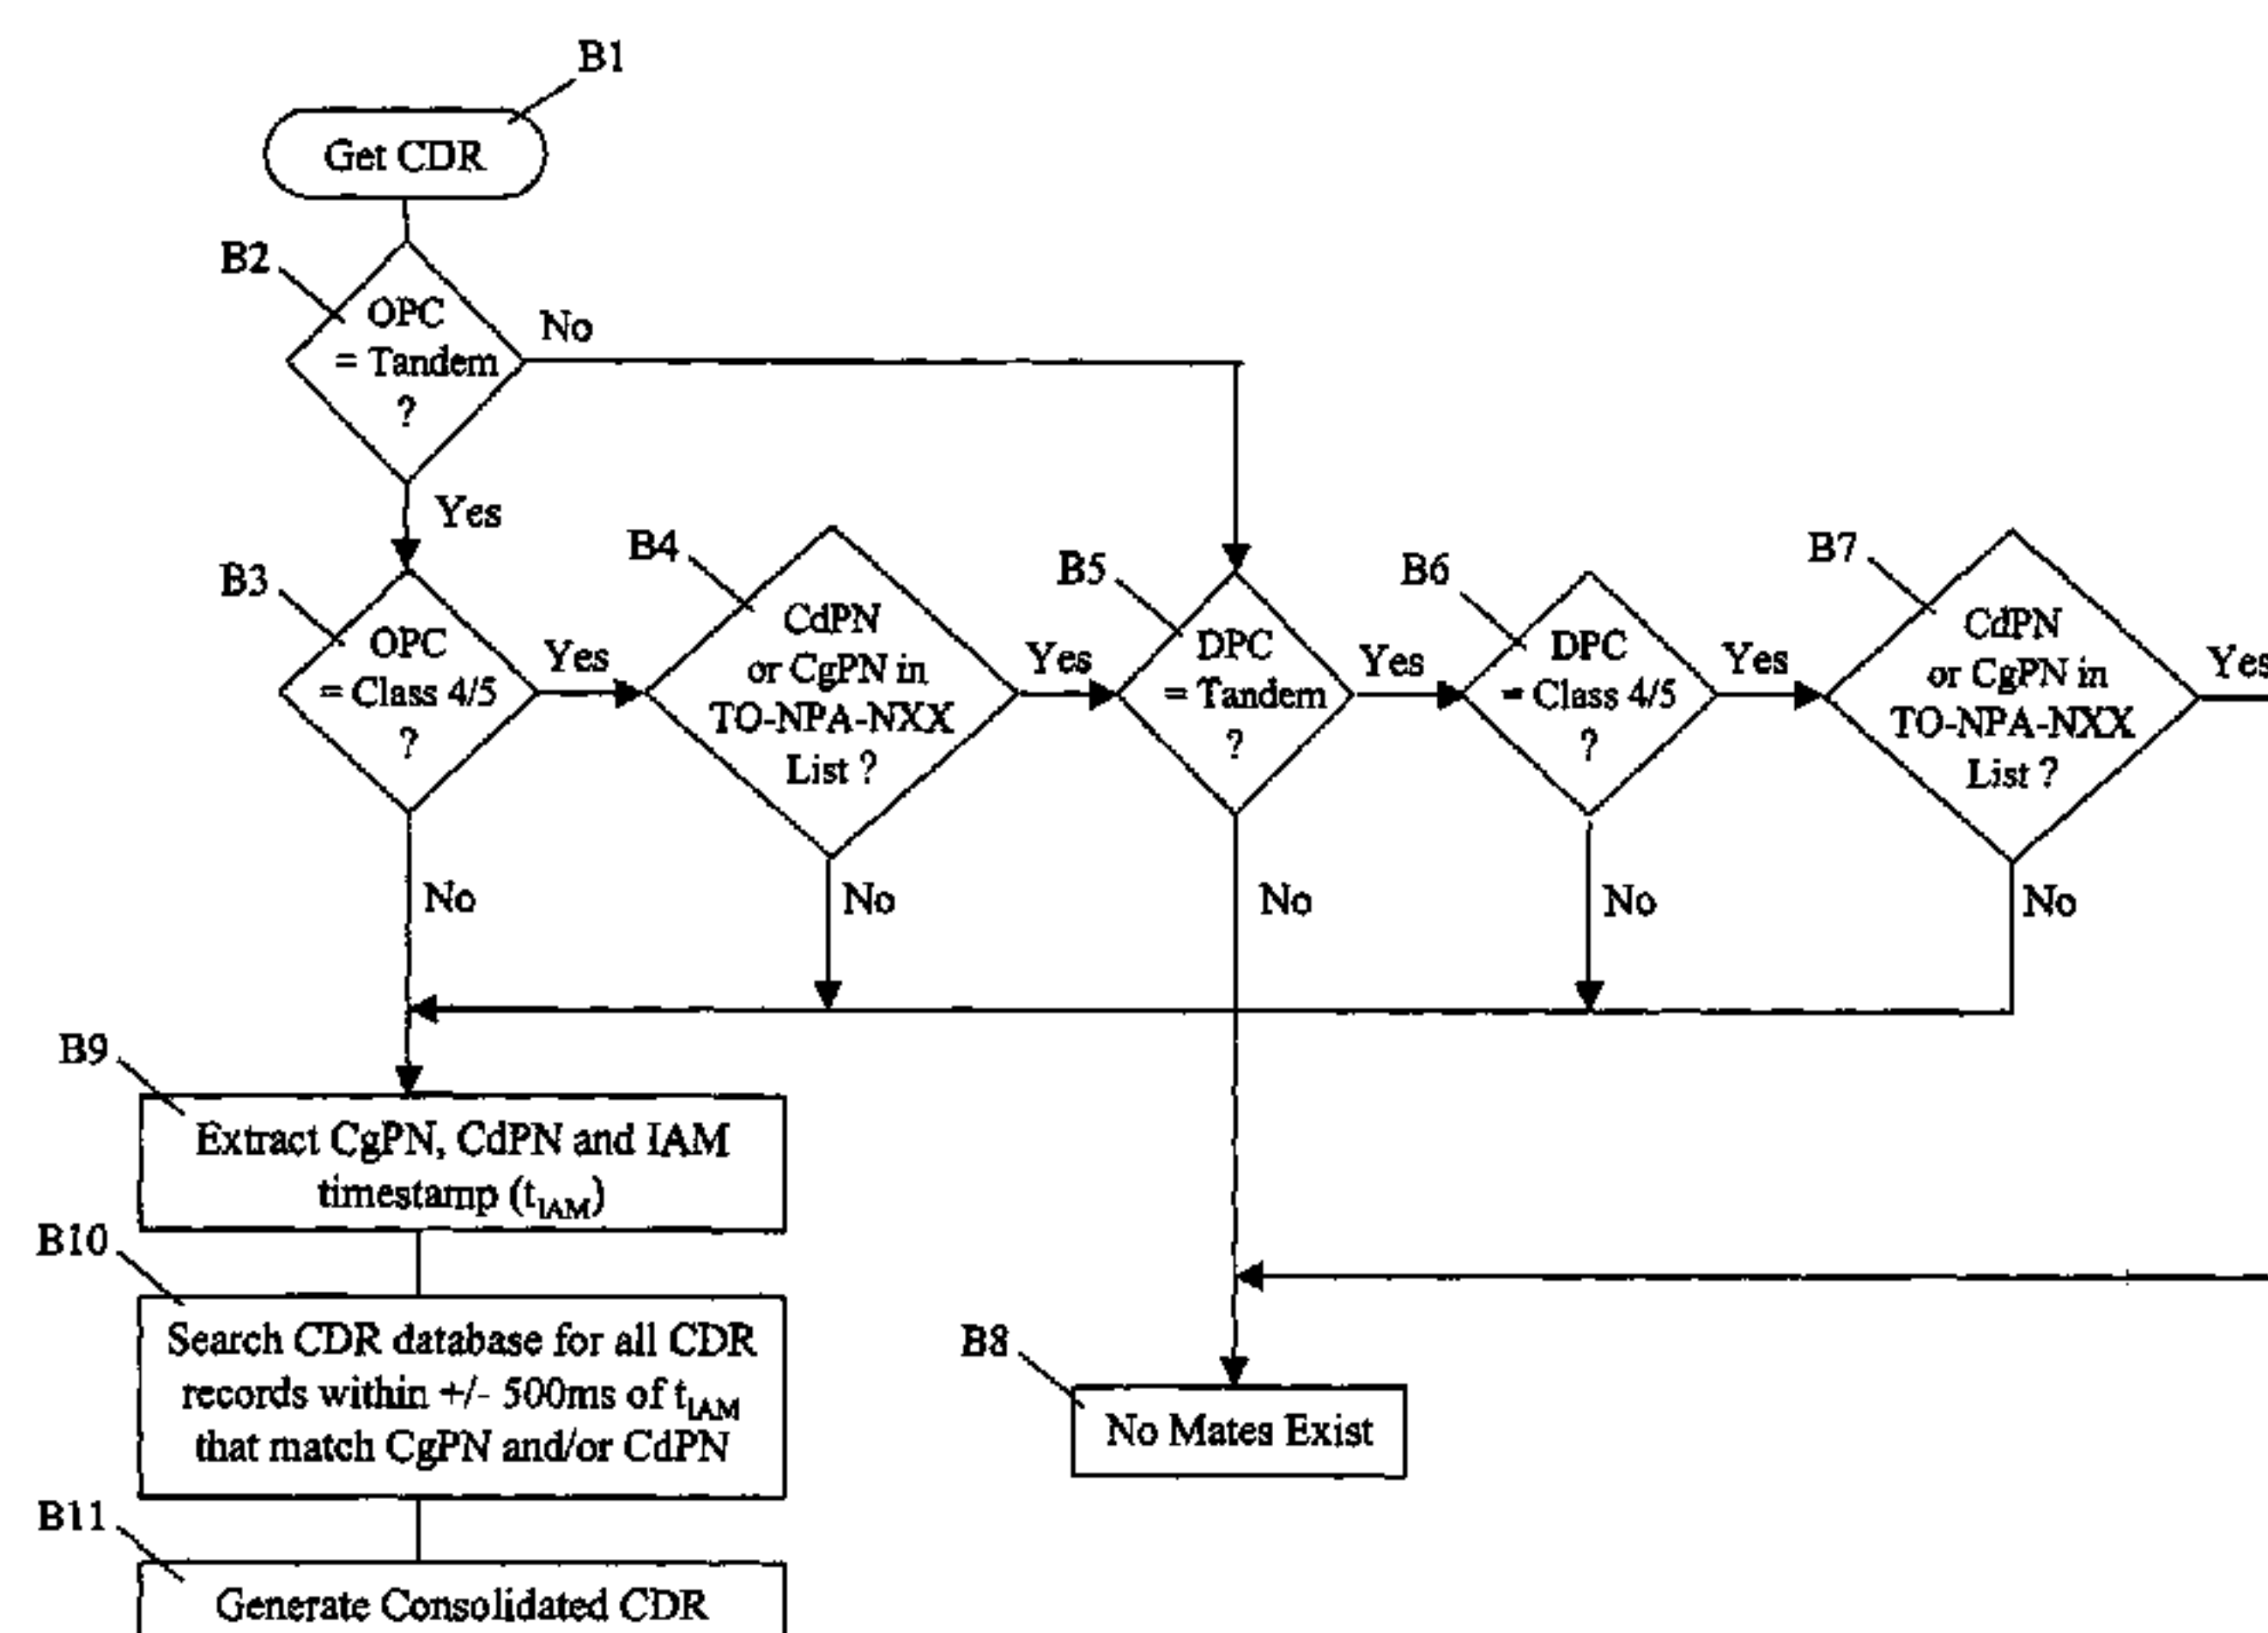 B1
Get CDR
B2
OPC
= Tandem
?
No
Yes
B3
OPC
= Class 4/5
?
Yes
No
B4
CdPN
or CgPN in
TO-NPA-NXX
List ?
Yes
No
B5
DPC
= Tandem
?
Yes
No
B6
DPC
= Class 4/5
?
Yes
No
B7
CdPN
or CgPN in
TO-NPA-NXX
List ?
Yes
No
B9
Extract CgPN, CdPN and IAM
timestamp (tIAM)
B10
Search CDR database for all CDR
records within +/- 500ms of tIAM
that match CgPN and/or CdPN
B8
No Mates Exist
B11
Generate Consolidated CDR